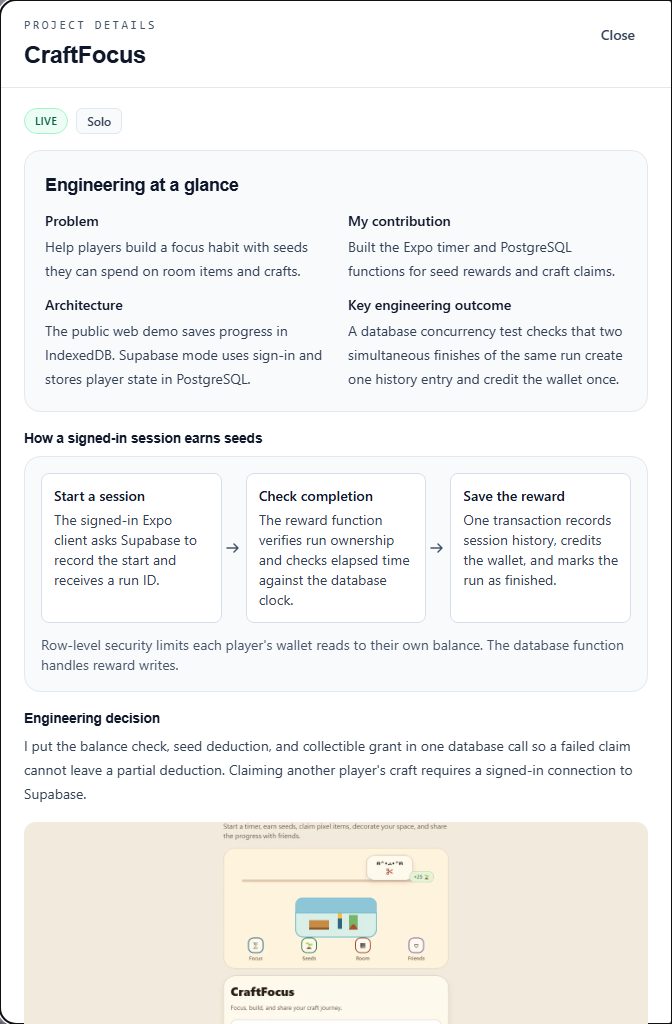 PROJECT DETAILS
CraftFocus
Close
LIVE
Solo
Engineering at a glance
Problem
Help players build a focus habit with seeds
they can spend on room items and crafts.
My contribution
Built the Expo timer and PostgreSQL
functions for seed rewards and craft claims.
Architecture
The public web demo saves progress in
IndexedDB. Supabase mode uses sign-in and
stores player state in PostgreSQL.
Key engineering outcome
A database concurrency test checks that two
simultaneous finishes of the same run create
one history entry and credit the wallet once.
How a signed-in session earns seeds
Start a session
The signed-in Expo
client asks Supabase to
record the start and
receives a run ID.
→
Check completion
The reward function
verifies run ownership
and checks elapsed time
against the database
clock.
→
Save the reward
One transaction records
session history, credits
the wallet, and marks the
run as finished.
Row-level security limits each player's wallet reads to their own balance. The database function
handles reward writes.
Engineering decision
I put the balance check, seed deduction, and collectible grant in one database call so a failed claim
cannot leave a partial deduction. Claiming another player's craft requires a signed-in connection to
Supabase.
Start a timer, earn seeds, claim pixel items, decorate your space, and share
the progress with friends.
+25
Focus
Seeds
Room
Friends
CraftFocus
Focus, build, and share your craft journey.